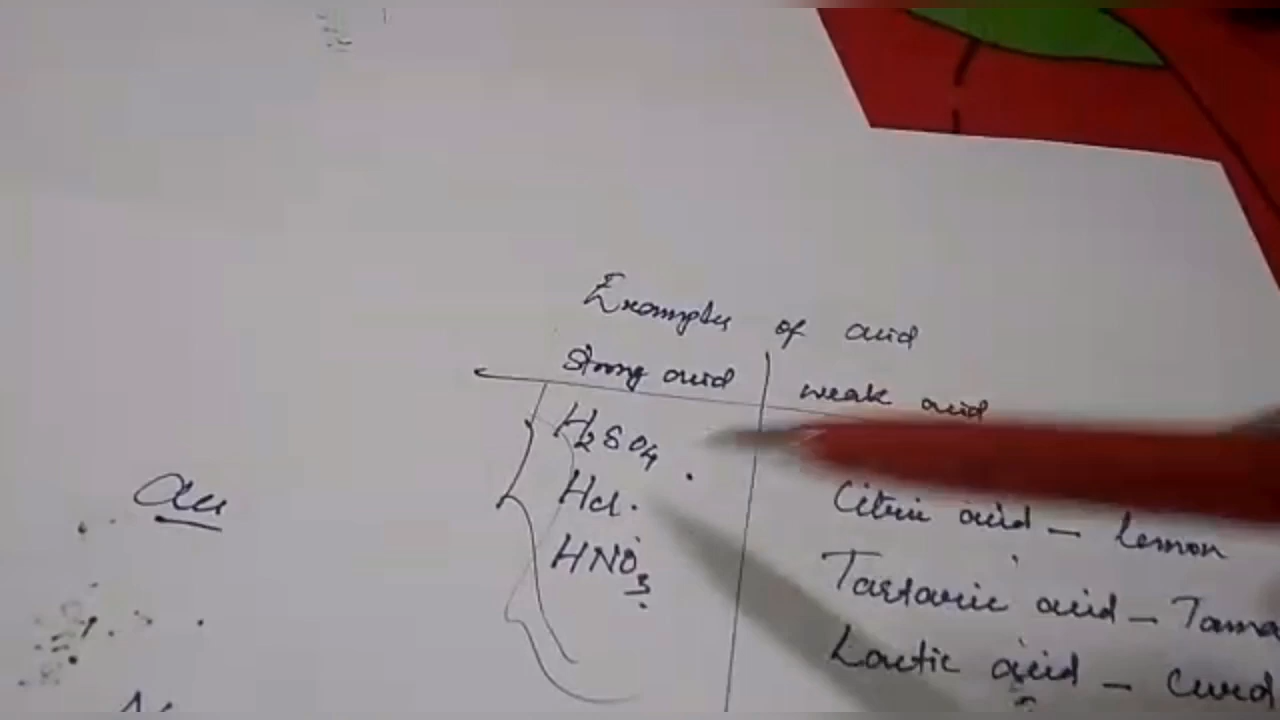 Examples of acid
Strong acid weak acid
H2SO4
Hcl.
HNO3
Citric acid - Lemon
Tartaric acid - Tama
Lactic acid - Curd